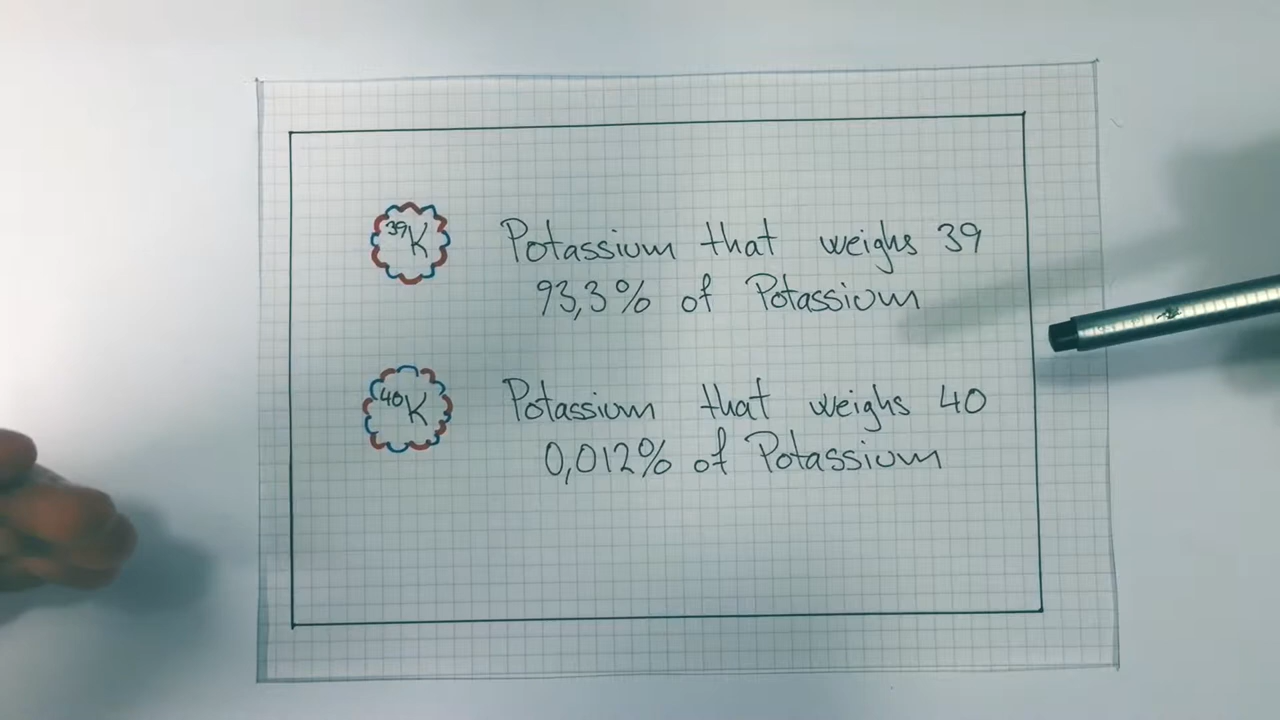 39K Potassium that weighs 39
93,3% of Potassium
40K Potassium that weighs 40
0,012% of Potassium